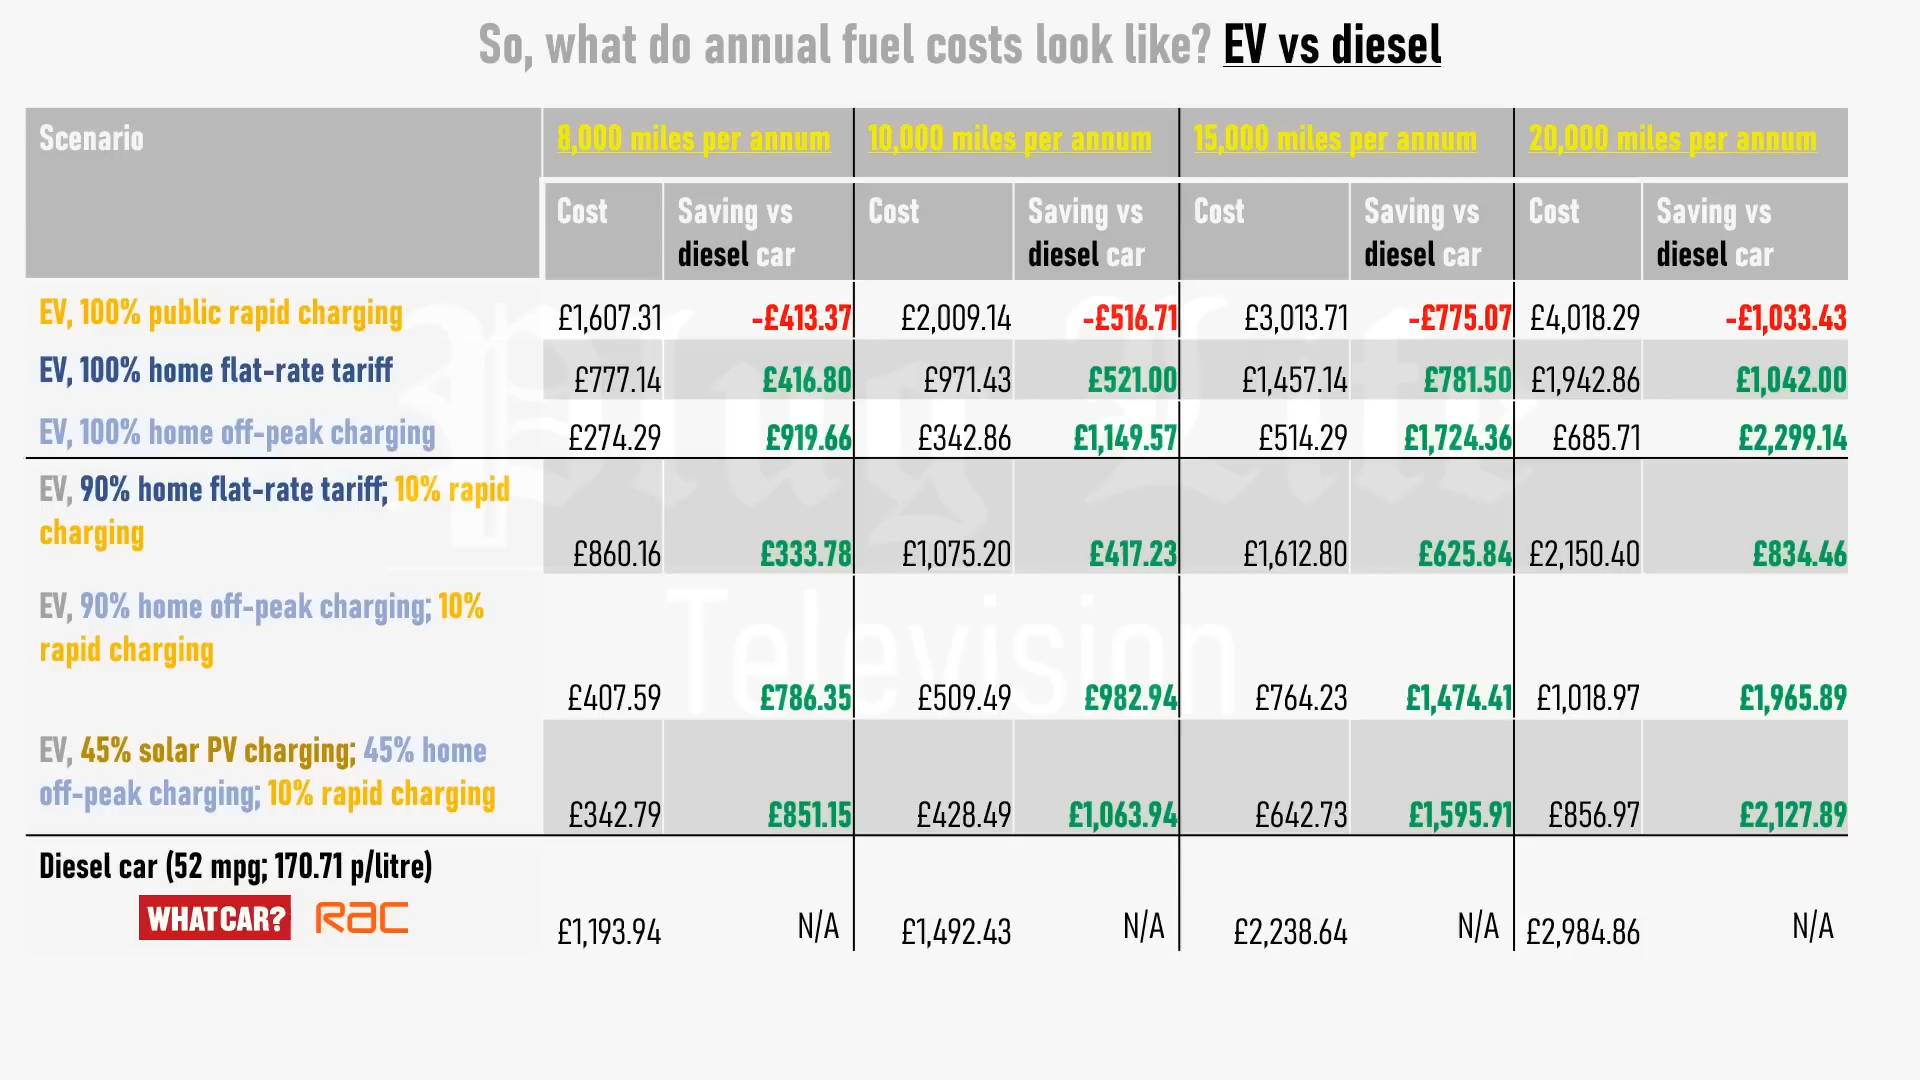 So, what do annual fuel costs look like? EV vs diesel
Scenario 8,000 miles per annum 10,000 miles per annum 15,000 miles per annum 20,000 miles per annum
Cost Saving vs diesel car Cost Saving vs diesel car Cost Saving vs diesel car Cost Saving vs diesel car
EV, 100% public rapid charging £1,607.31 -£413.37 £2,009.14 -£516.71 £3,013.71 -£775.07 £4,018.29 -£1,033.43
EV, 100% home flat-rate tariff £777.14 £416.80 £971.43 £521.00 £1,457.14 £781.50 £1,942.86 £1,042.00
EV, 100% home off-peak charging £274.29 £919.66 £342.86 £1,149.57 £514.29 £1,724.36 £685.71 £2,299.14
EV, 90% home flat-rate tariff; 10% rapid
charging
£860.16 £333.78 £1,075.20 £417.23 £1,612.80 £625.84 £2,150.40 £834.46
EV, 90% home off-peak charging; 10%
rapid charging
£407.59 £786.35 £509.49 £982.94 £764.23 £1,474.41 £1,018.97 £1,965.89
EV, 45% solar PV charging; 45% home
off-peak charging; 10% rapid charging
£342.79 £851.15 £428.49 £1,063.94 £642.73 £1,595.91 £856.97 £2,127.89
Diesel car (52 mpg; 170.71 p/litre)
WHAT CAR? RAC
£1,193.94 N/A £1,492.43 N/A £2,238.64 N/A £2,984.86 N/A
Plug Life
Television